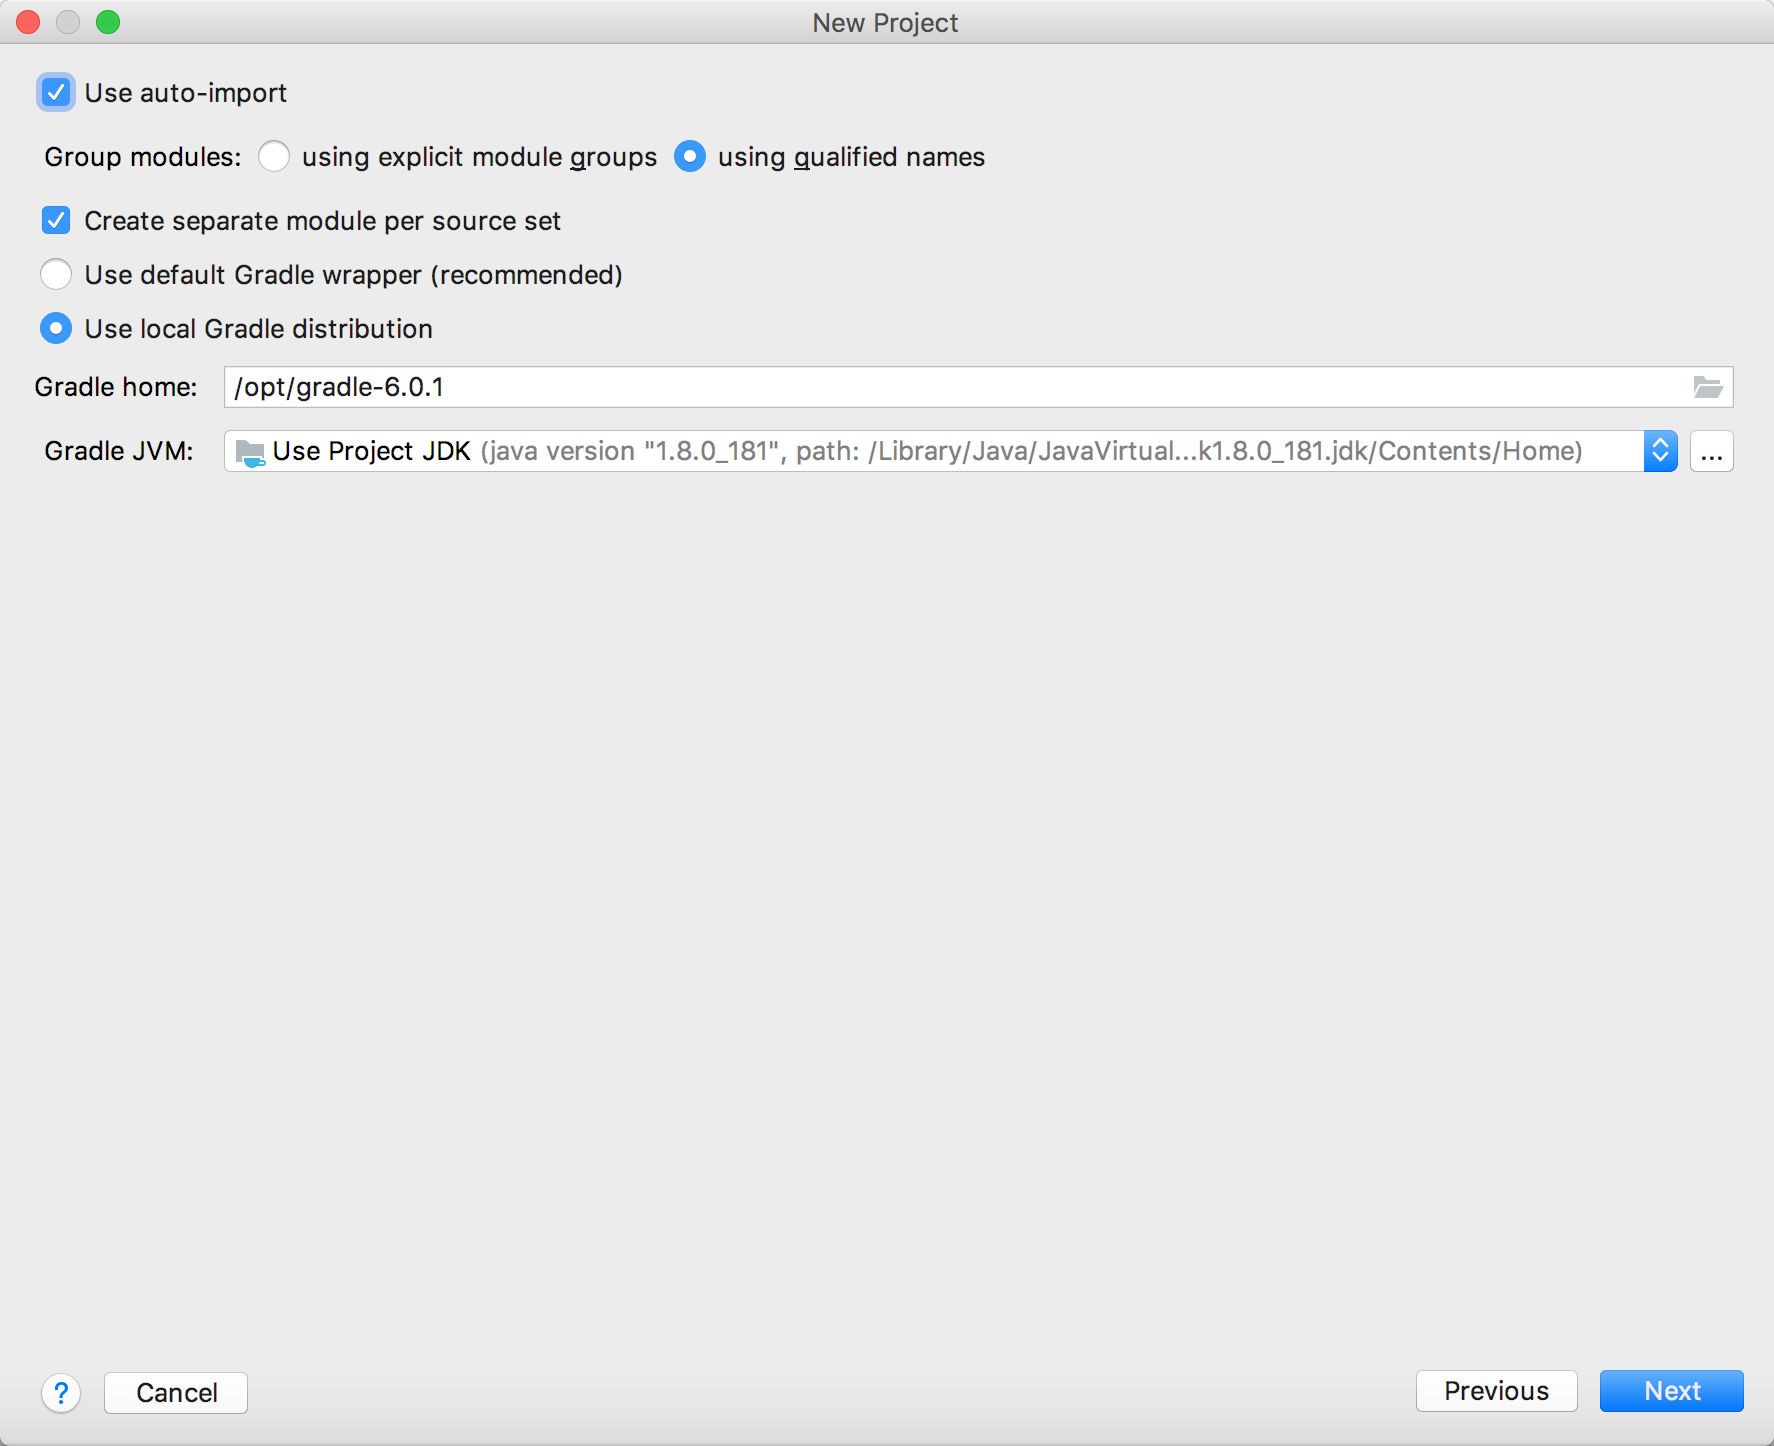 New Project
Use auto-import
Group modules: using explicit module groups using qualified names
Create separate module per source set
Use default Gradle wrapper (recommended)
Use local Gradle distribution
Gradle home: /opt/gradle-6.0.1
Gradle JVM: Use Project JDK (java version "1.8.0_181", path: /Library/Java/JavaVirtual...k1.8.0_181.jdk/Contents/Home) ...
? Cancel Previous Next